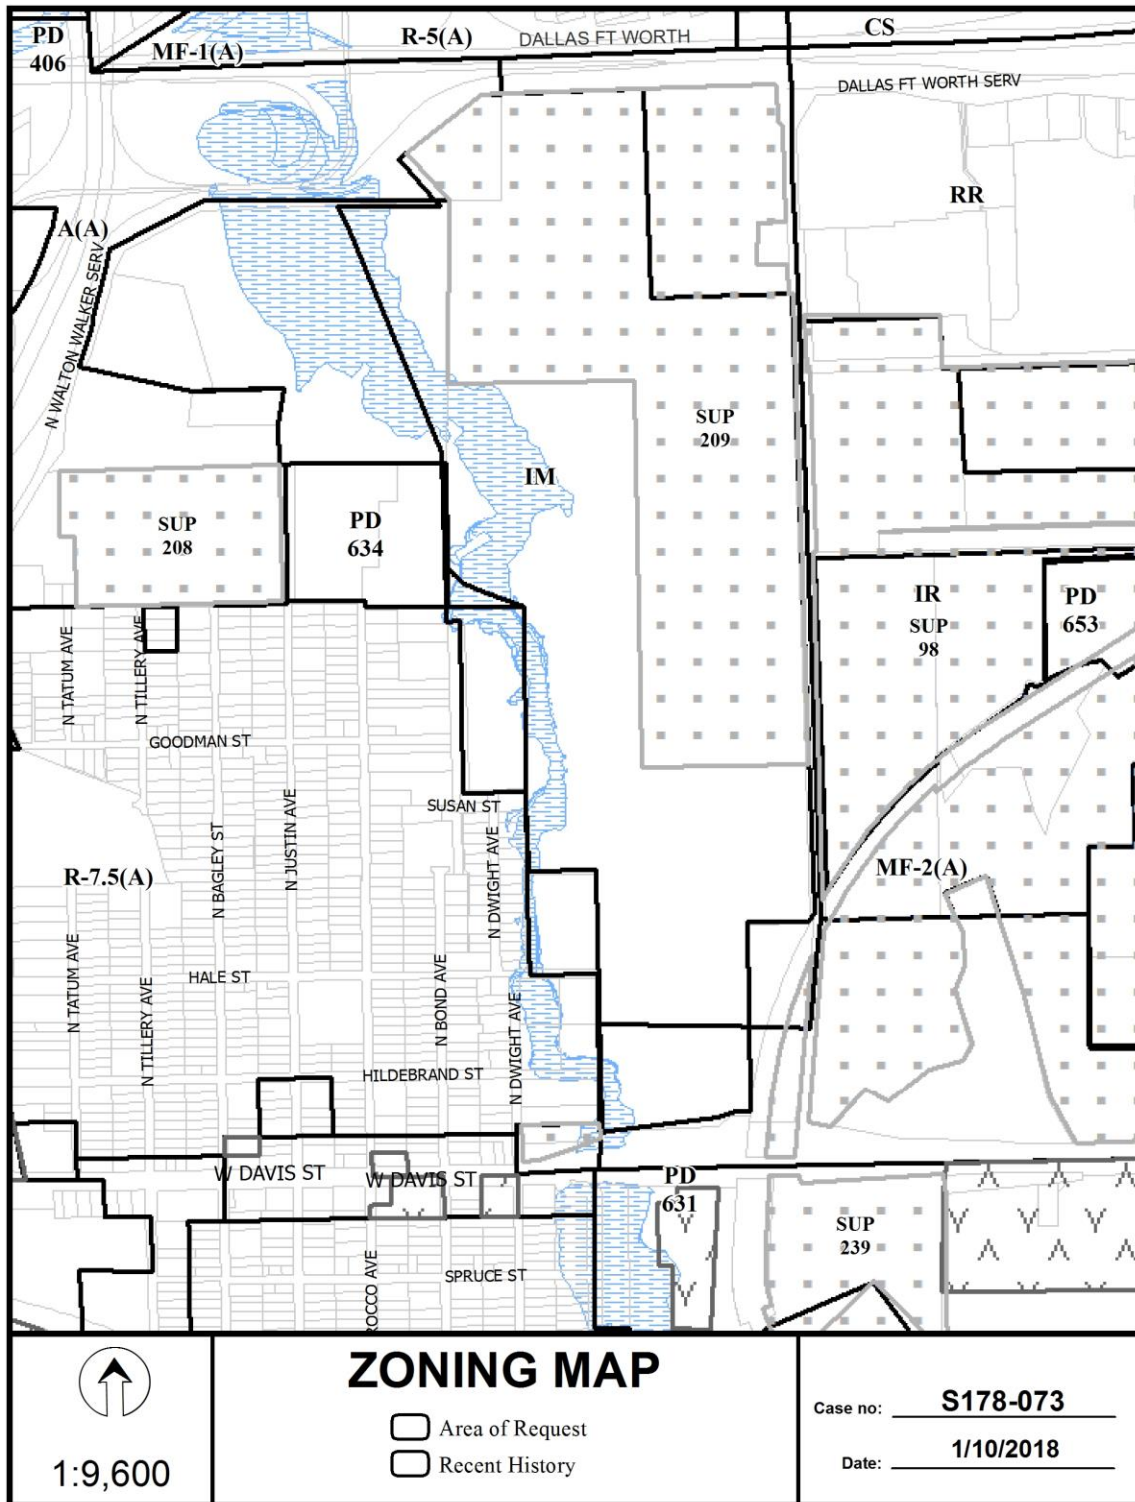 PD
406
MF-1(A)
R-5(A)
DALLAS FT WORTH
CS
DALLAS FT WORTH SERV
RR
A(A)
N WALTON WALKER SERV
SUP
209
IM
SUP
208
PD
634
IR
SUP
98
PD
653
N TATUM AVE
N TILLERY AVE
GOODMAN ST
SUSAN ST
N BAGLEY ST
N JUSTIN AVE
N DWIGHT AVE
R-7.5(A)
MF-2(A)
N TATUM AVE
N TILLERY AVE
HALE ST
N BOND AVE
N DWIGHT AVE
HILDEBRAND ST
W DAVIS ST
W DAVIS ST
PD
631
SUP
239
ROCCO AVE
SPRUCE ST
1:9,600
ZONING MAP
Area of Request
Recent History
Case no: S178-073
Date: 1/10/2018